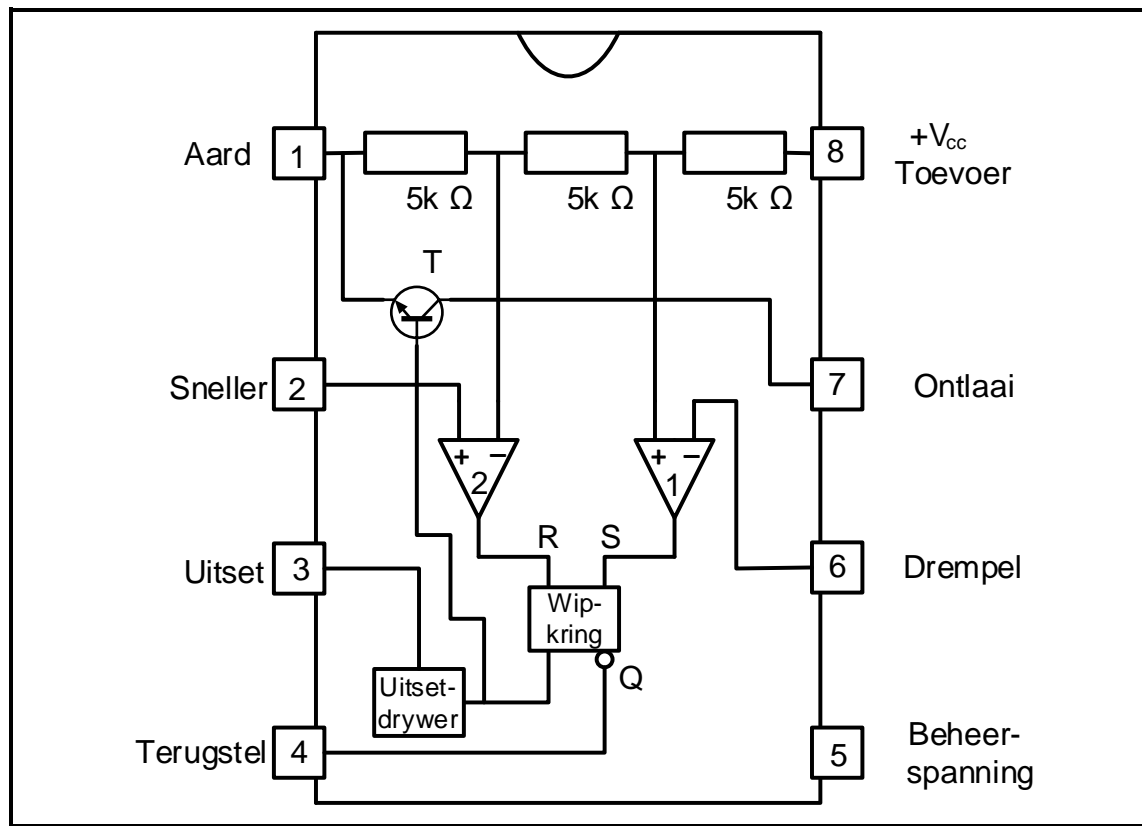 Aard
1
5k Ω
5k Ω
5k Ω
8
+Vcc
Toevoer
T
Sneller
2
7
Ontlaai
+ −
2
+ −
1
R
S
Uitset
3
6
Drempel
Wip-
kring
Q
Uitset-
drywer
Terugstel
4
5
Beheer-
spanning